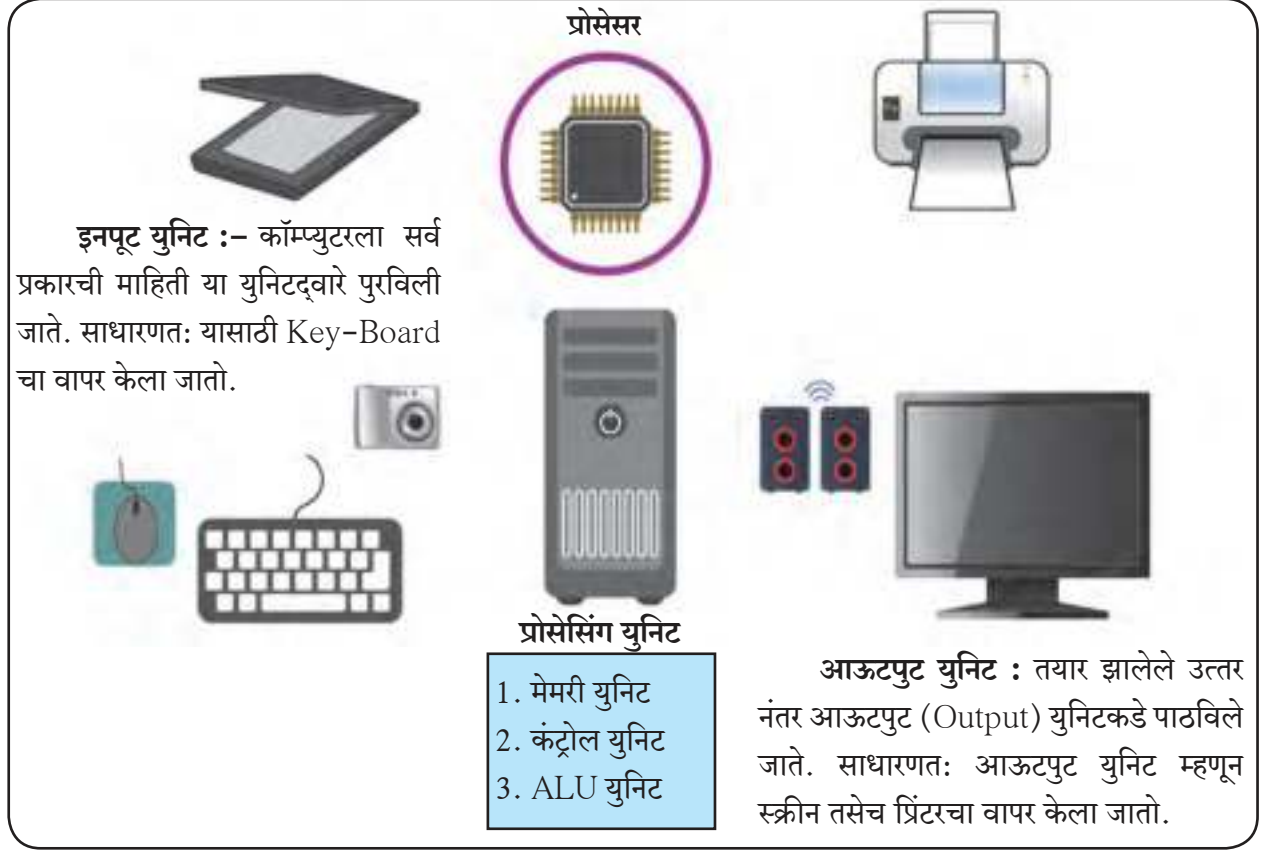 प्रोसेसर
इनपूट युनिट :– कॉम्प्युटरला सर्व
प्रकारची माहिती या युनिटद्‌वारे पुरविली
जाते. साधारणत: यासाठी Key-Board
चा वापर केला जातो.
प्रोसेसिंग युनिट
1. मेमरी युनिट
2. कंट्रोल युनिट
3. ALU युनिट
आऊटपुट युनिट : तयार झालेले उत्तर
नंतर आऊटपुट (Output) युनिटकडे पाठविले
जाते. साधारणत: आऊटपुट युनिट म्हणून
स्क्रीन तसेच प्रिंटरचा वापर केला जातो.